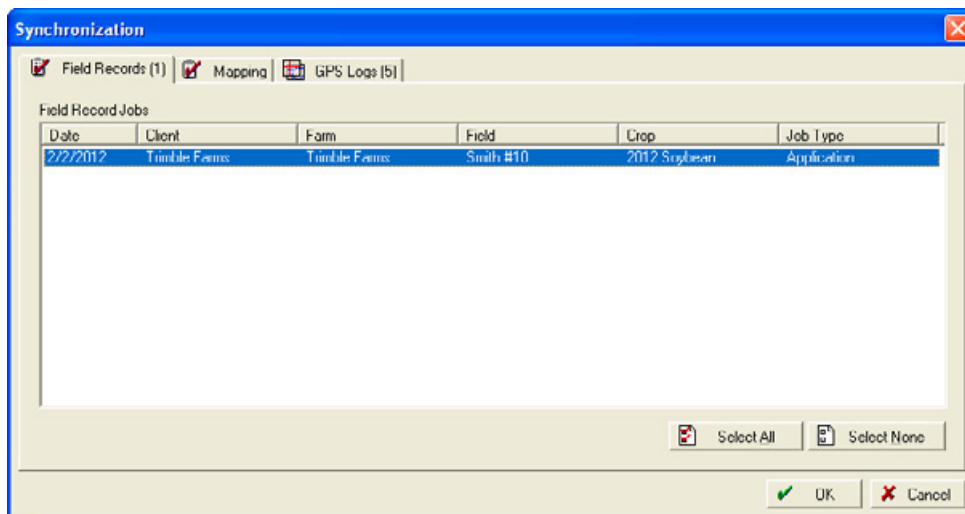 Synchronization
Field Records (1) Mapping GPS Logs (5)
Field Record Jobs
Date Client Farm Field Crop Job Type
2/2/2012 Trimble Farms Trimble Farms Smith #10 2012 Soybean Application
Select All Select None
OK Cancel